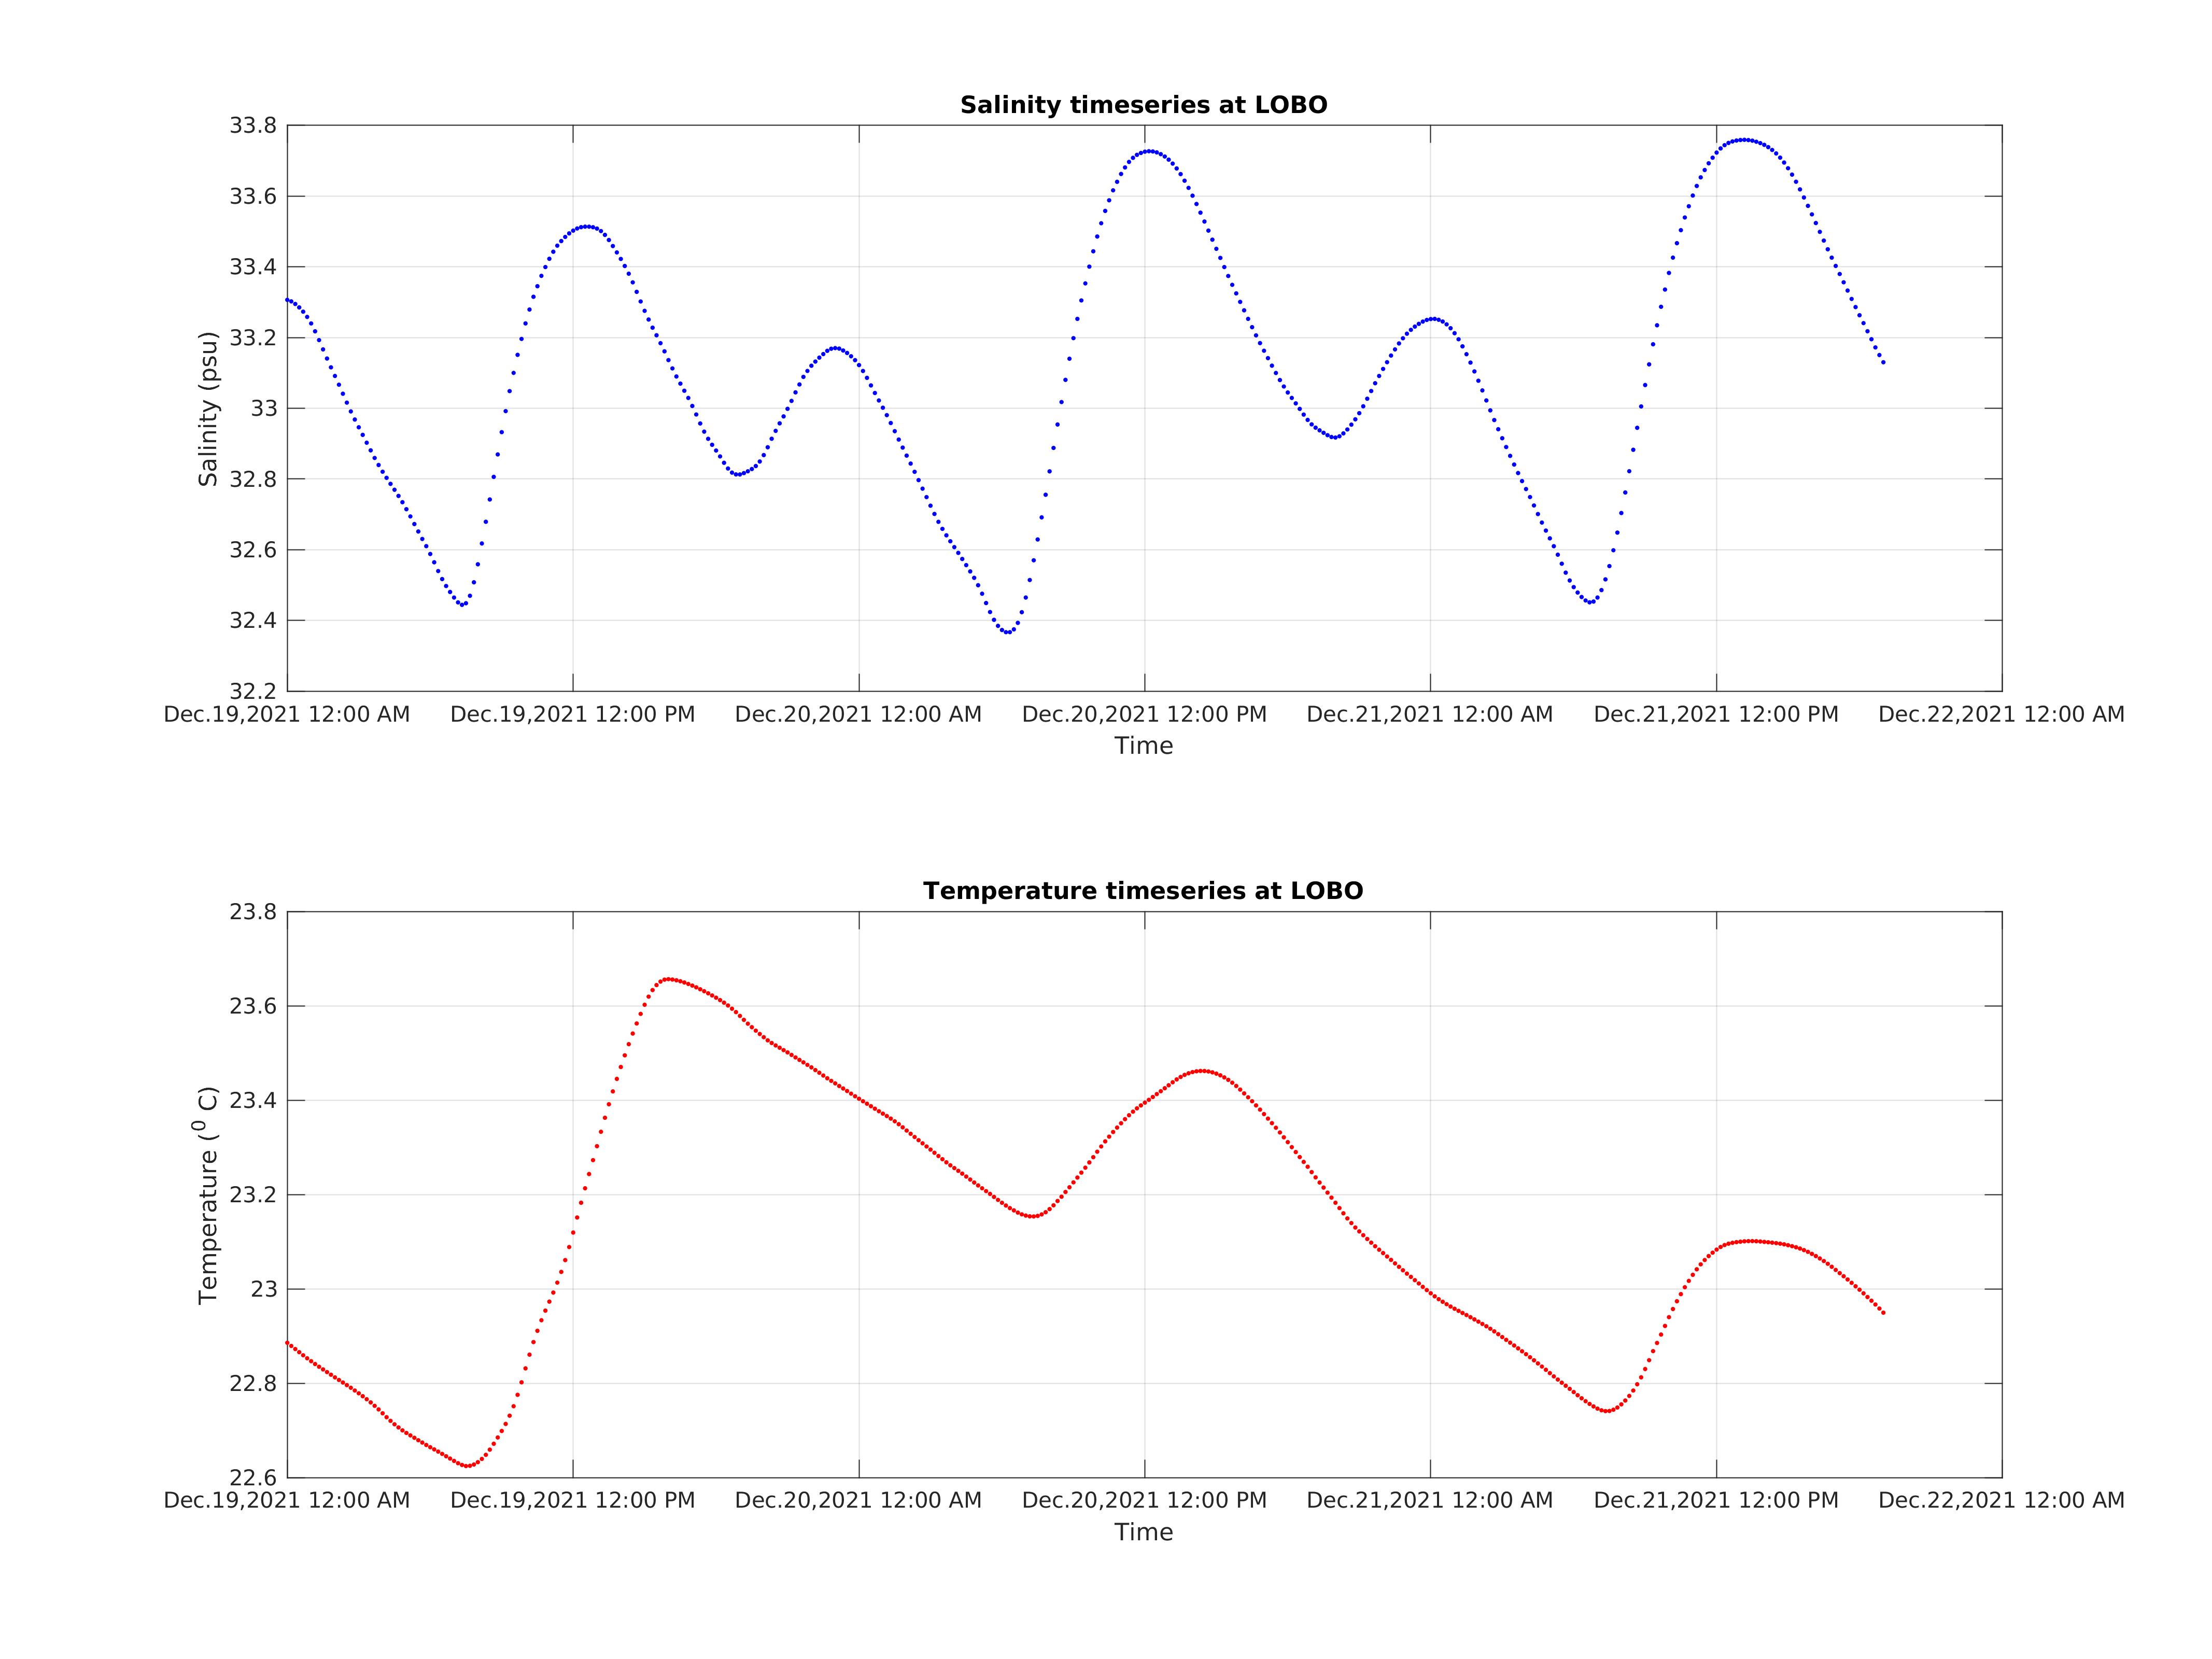 Salinity timeseries at LOBO
33.8
33.6
33.4
33.2
33
32.8
32.6
32.4
32.2
Salinity (psu)
Dec.19,2021 12:00 AM Dec.19,2021 12:00 PM Dec.20,2021 12:00 AM Dec.20,2021 12:00 PM Dec.21,2021 12:00 AM Dec.21,2021 12:00 PM Dec.22,2021 12:00 AM
Time
Temperature timeseries at LOBO
23.8
23.6
23.4
23.2
23
22.8
22.6
Temperature (⁰ C)
Dec.19,2021 12:00 AM Dec.19,2021 12:00 PM Dec.20,2021 12:00 AM Dec.20,2021 12:00 PM Dec.21,2021 12:00 AM Dec.21,2021 12:00 PM Dec.22,2021 12:00 AM
Time